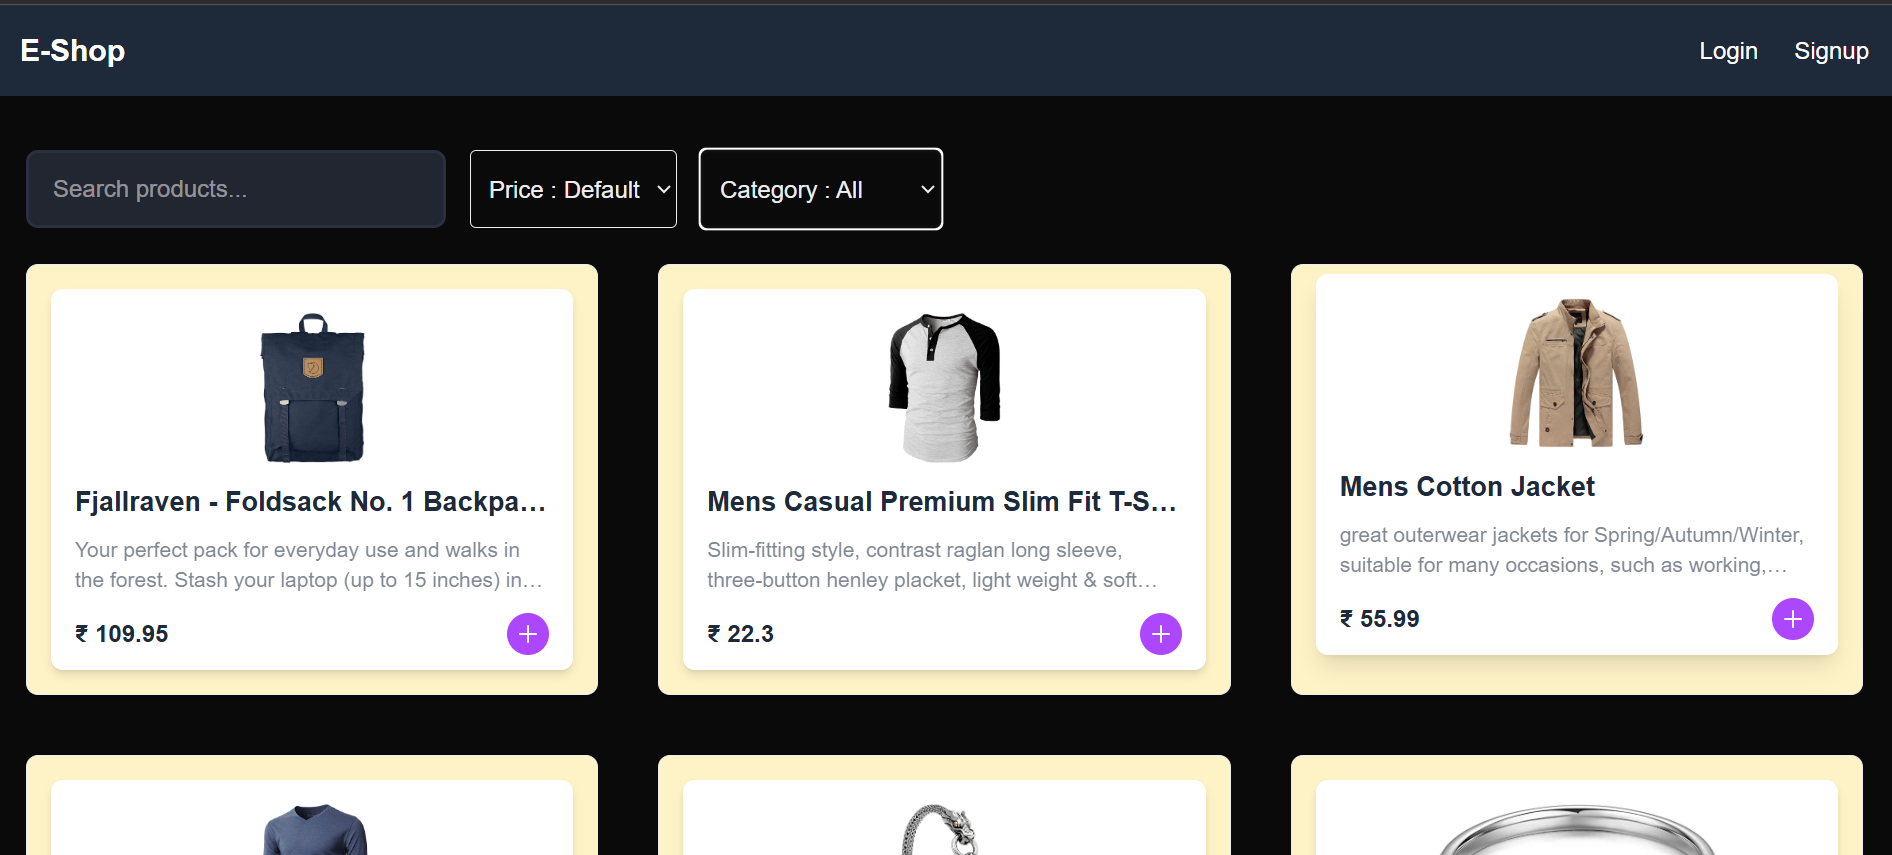 E-Shop
Login
Signup
Search products...
Price : Default
Category : All
Fjallraven - Foldsack No. 1 Backpa...
Your perfect pack for everyday use and walks in
the forest. Stash your laptop (up to 15 inches) in...
₹ 109.95
Mens Casual Premium Slim Fit T-S...
Slim-fitting style, contrast raglan long sleeve,
three-button henley placket, light weight & soft...
₹ 22.3
Mens Cotton Jacket
great outerwear jackets for Spring/Autumn/Winter,
suitable for many occasions, such as working,...
₹ 55.99